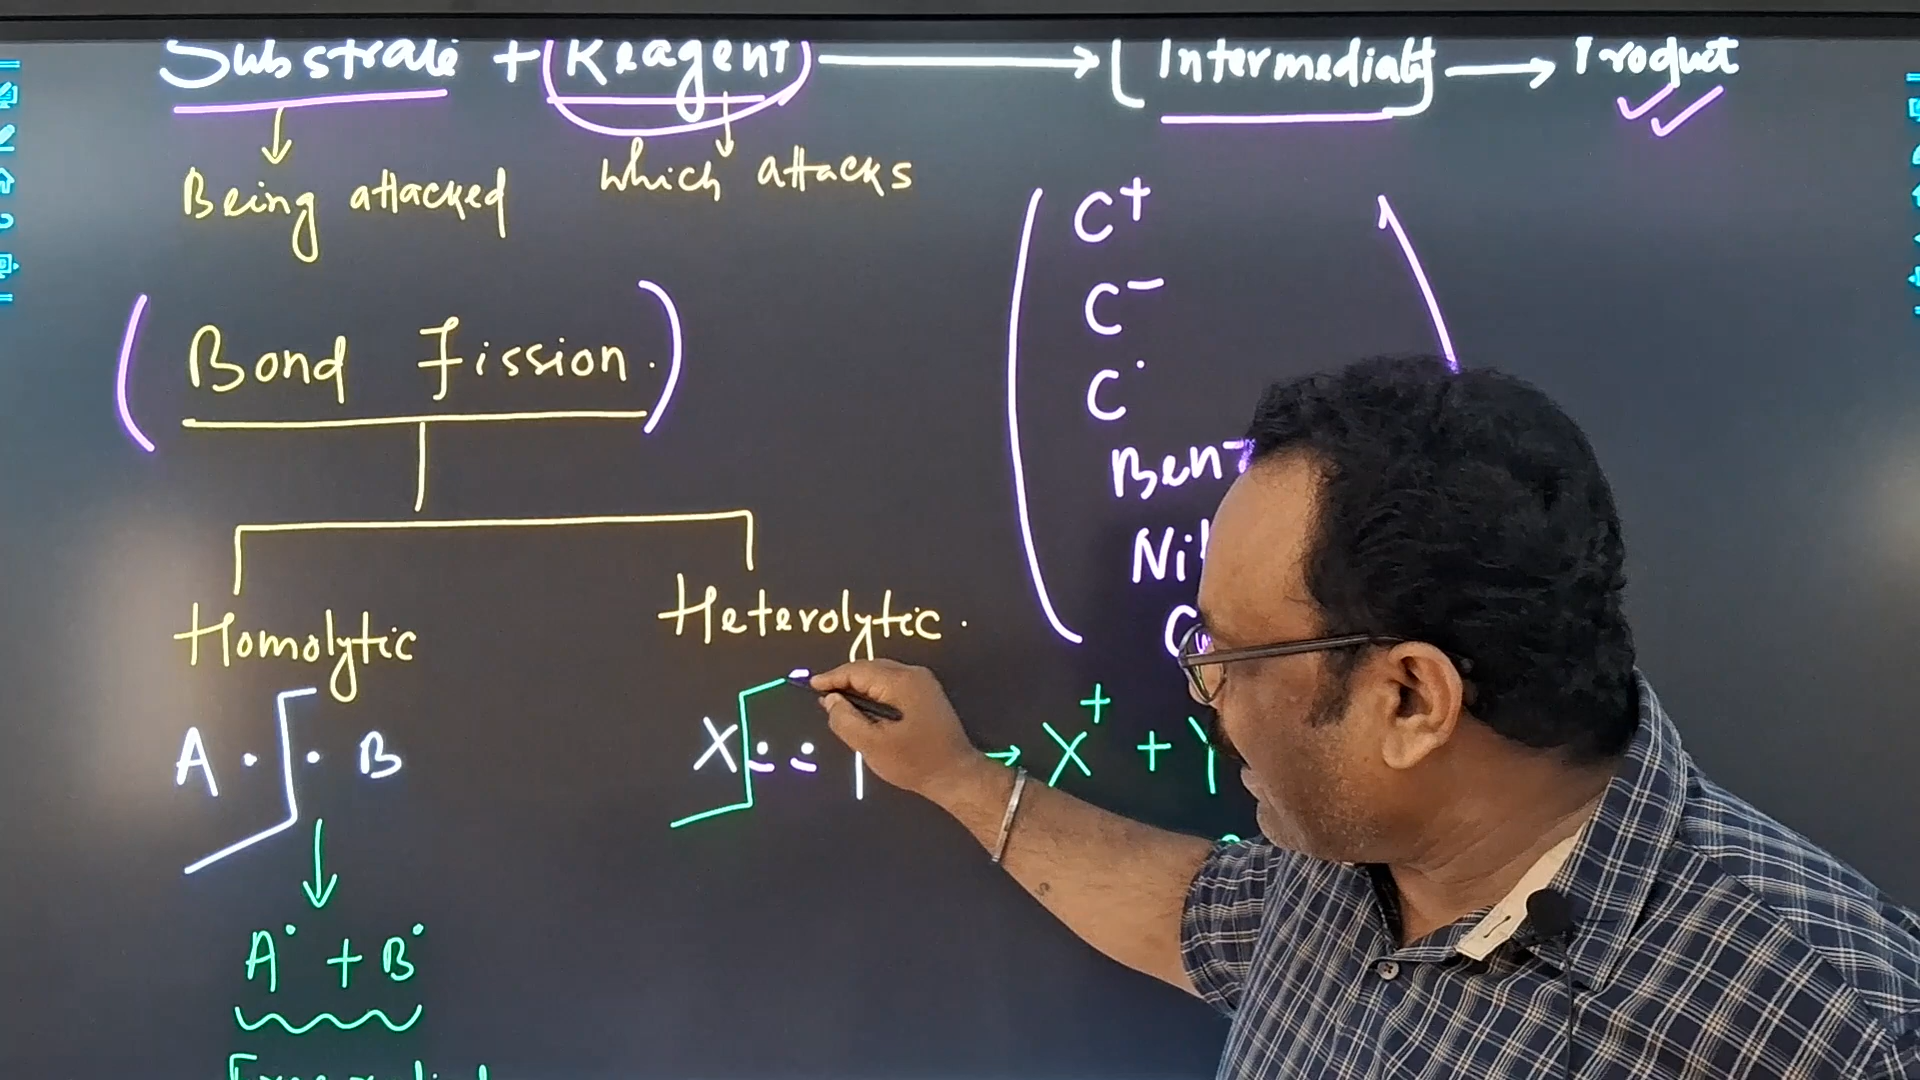 Substrate + Reagent → [Intermediate] → Product
Being attacked
which attacks
C+
C-
C·
(Bond Fission.)
Homolytic
Heterolytic.
A · · B
X : :
→ X+ + Y
A· + B·